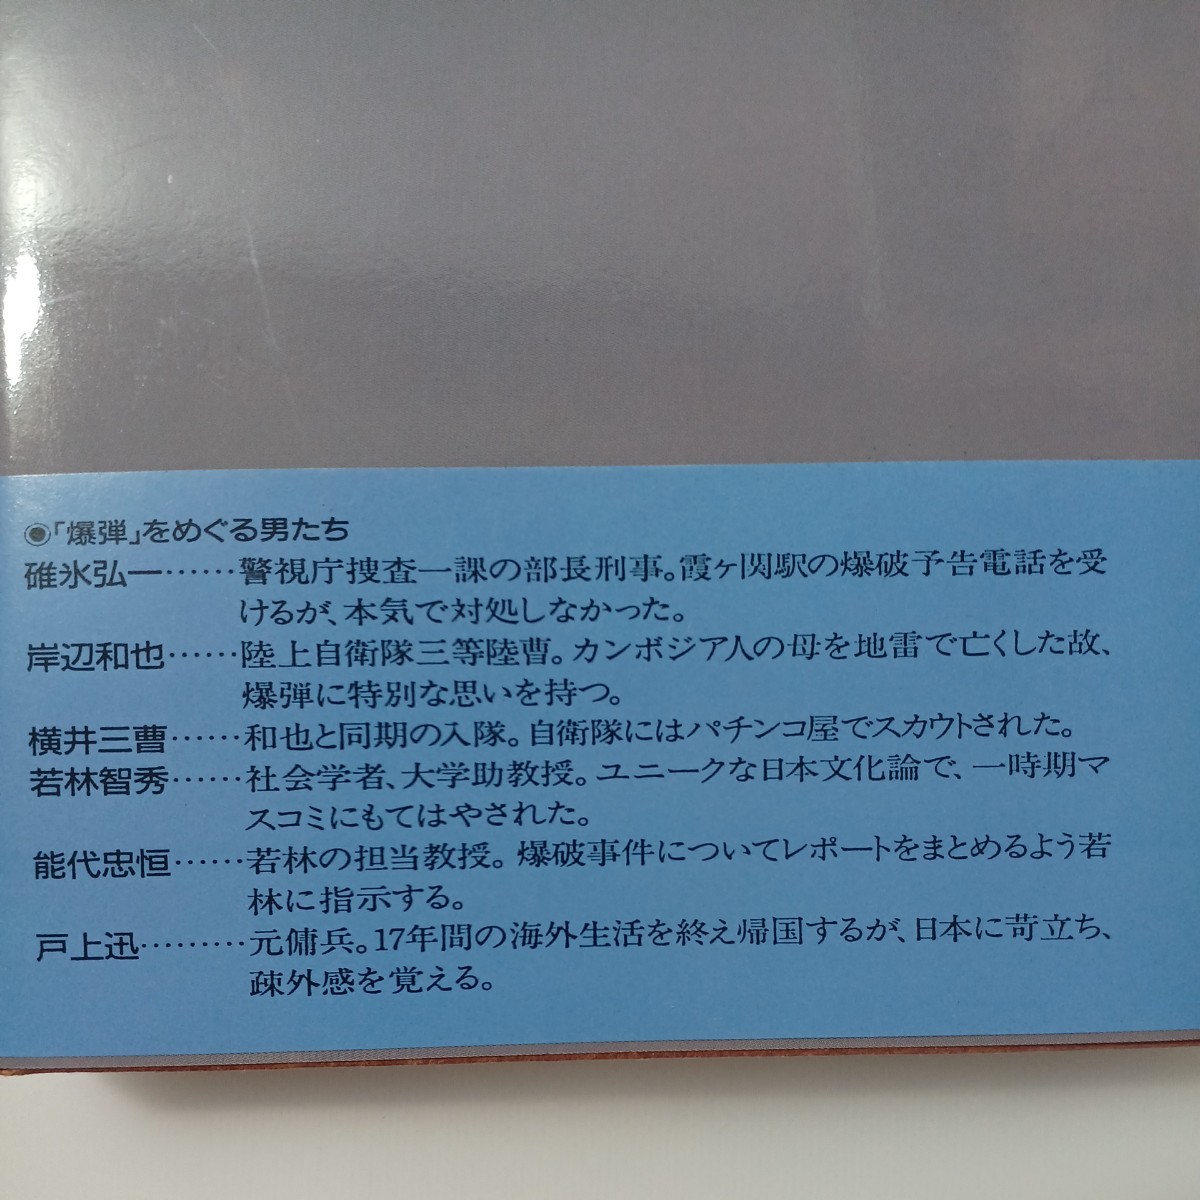 ◉「爆弾」をめぐる男たち
碓氷弘一……警視庁捜査一課の部長刑事。霞ヶ関駅の爆破予告電話を受
けるが、本気で対処しなかった。
岸辺和也……陸上自衛隊三等陸曹。カンボジア人の母を地雷で亡くした故、
爆弾に特別な思いを持つ。
横井三曹……和也と同期の入隊。自衛隊にはパチンコ屋でスカウトされた。
若林智秀……社会学者、大学助教授。ユニークな日本文化論で、一時期マ
スコミにもてはやされた。
能代忠恒……若林の担当教授。爆破事件についてレポートをまとめるよう若
林に指示する。
戸上迅………元傭兵。17年間の海外生活を終え帰国するが、日本に苛立ち、
疎外感を覚える。